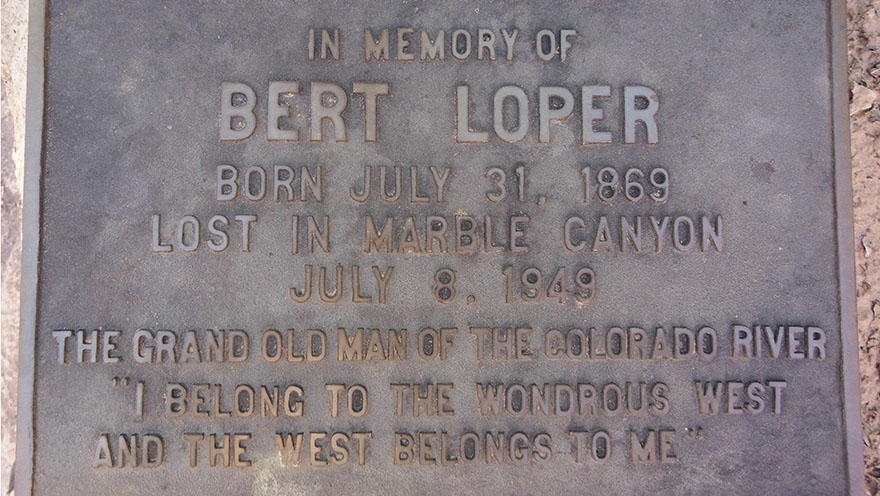 IN MEMORY OF
BERT LOPER
BORN JULY 31, 1869
LOST IN MARBLE CANYON
JULY 8, 1949
THE GRAND OLD MAN OF THE COLORADO RIVER
"I BELONG TO THE WONDROUS WEST
AND THE WEST BELONGS TO ME"